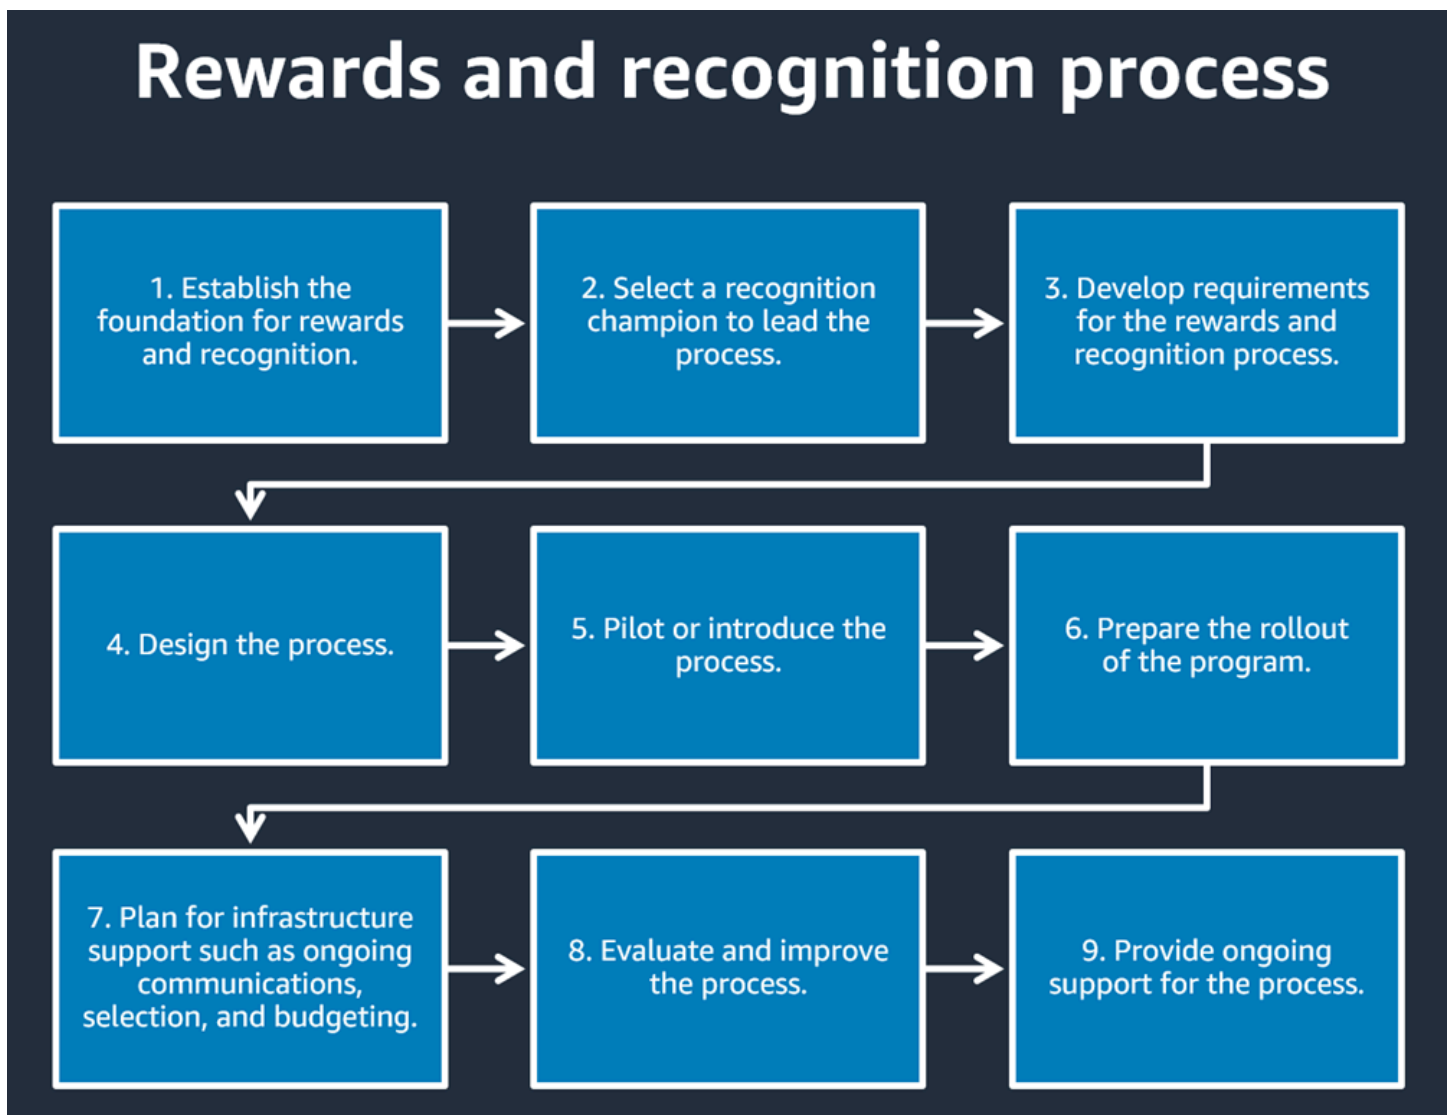 Rewards and recognition process
1. Establish the
foundation for rewards
and recognition.
2. Select a recognition
champion to lead the
process.
3. Develop requirements
for the rewards and
recognition process.
4. Design the process.
5. Pilot or introduce the
process.
6. Prepare the rollout
of the program.
7. Plan for infrastructure
support such as ongoing
communications,
selection, and budgeting.
8. Evaluate and improve
the process.
9. Provide ongoing
support for the process.